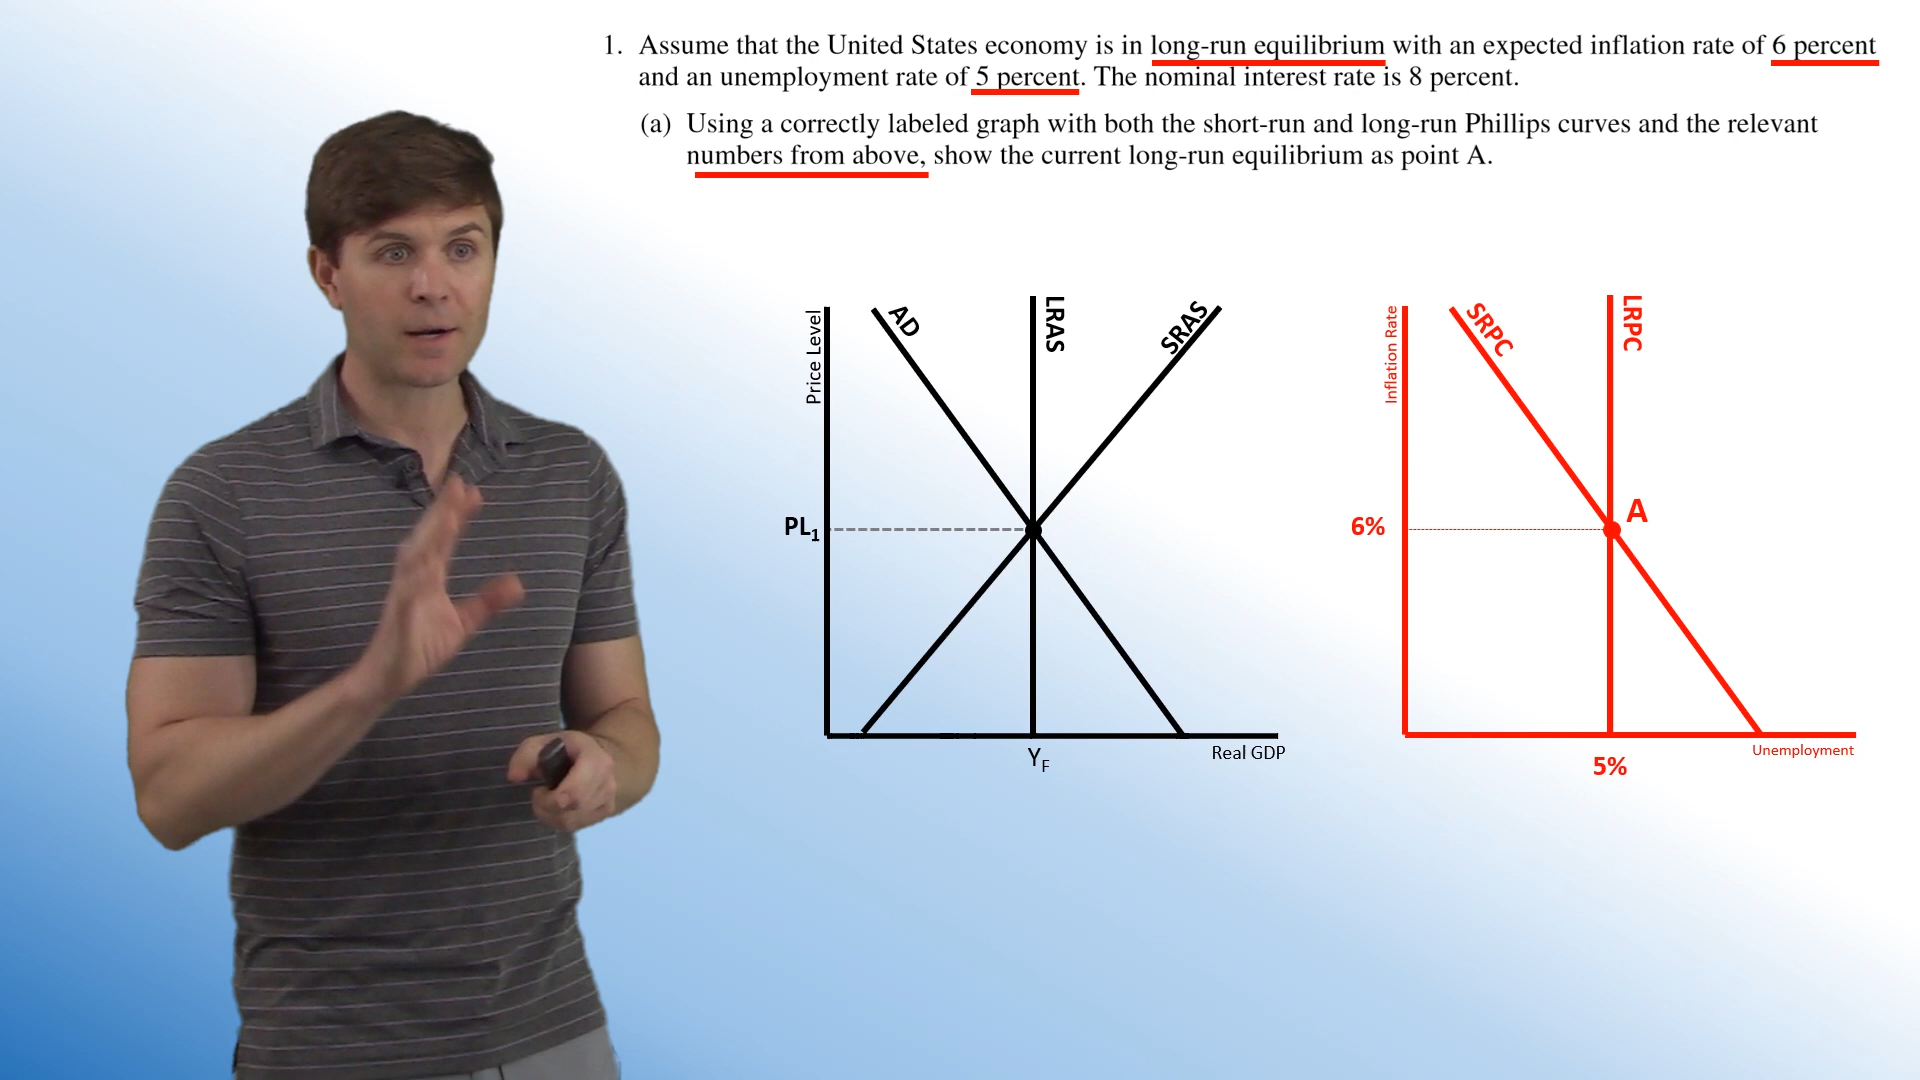 1. Assume that the United States economy is in long-run equilibrium with an expected inflation rate of 6 percent
and an unemployment rate of 5 percent. The nominal interest rate is 8 percent.
(a) Using a correctly labeled graph with both the short-run and long-run Phillips curves and the relevant
numbers from above, show the current long-run equilibrium as point A.
Price Level
AD
LRAS
SRAS
PL1
YF
Real GDP
Inflation Rate
SRPC
LRPC
6%
A
5%
Unemployment